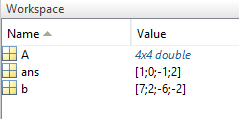 Workspace
Name Value
A 4x4 double
ans [1;0;-1;2]
b [7;2;-6;-2]